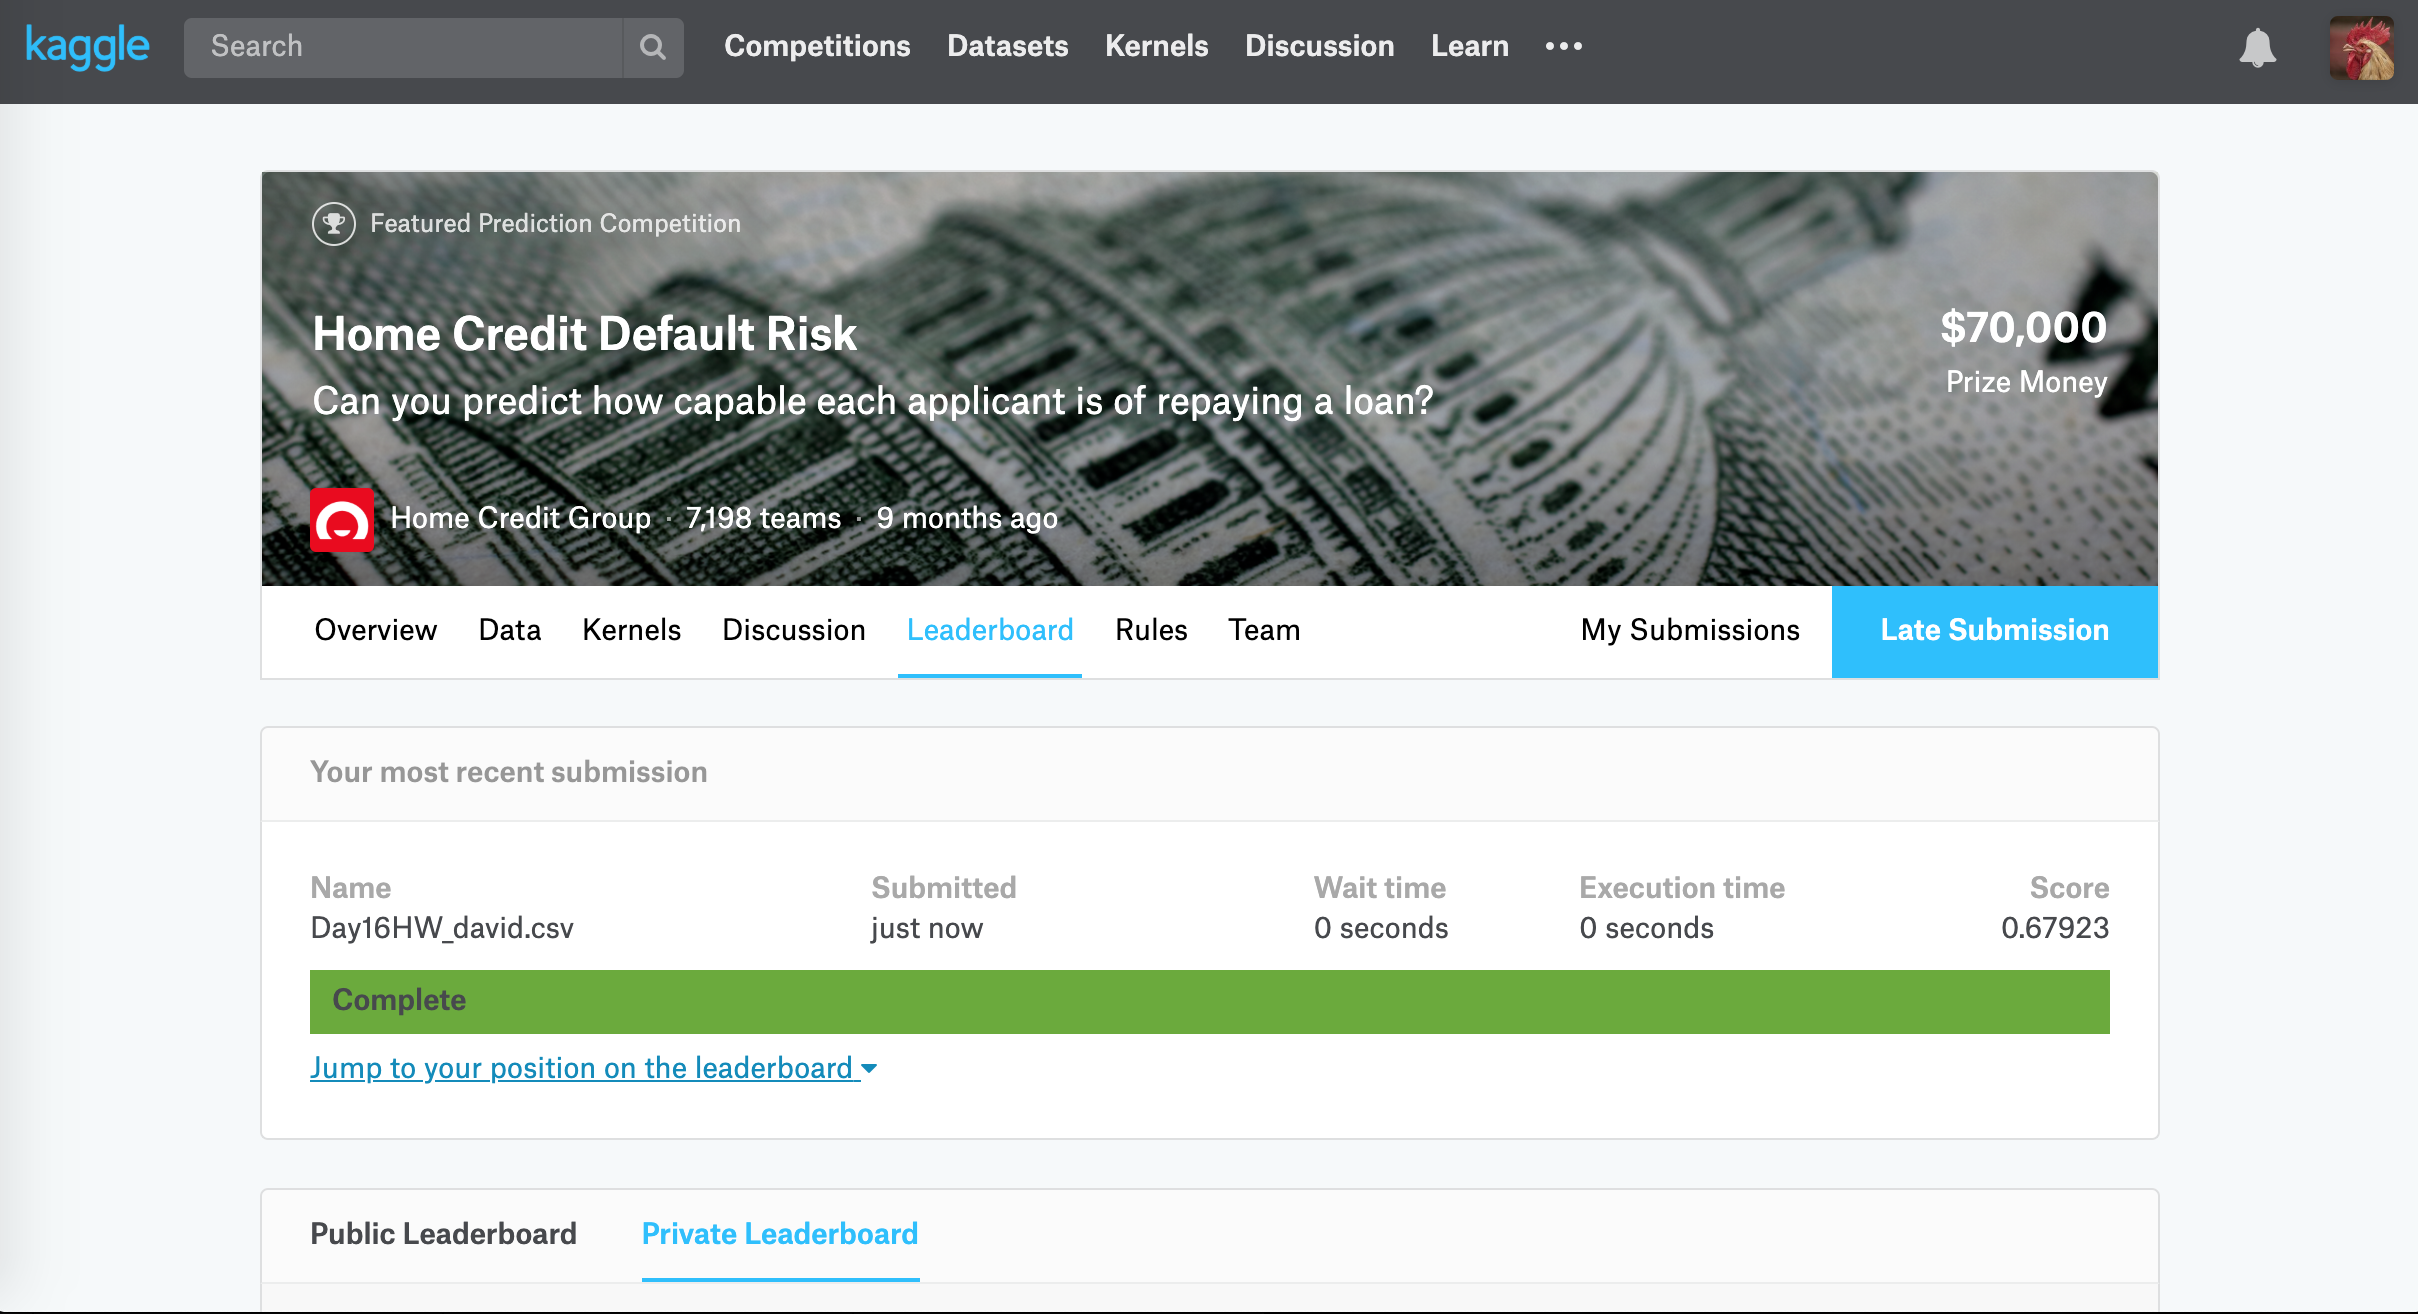 kaggle Search Competitions Datasets Kernels Discussion Learn
Featured Prediction Competition
Home Credit Default Risk
$70,000
Can you predict how capable each applicant is of repaying a loan?
Prize Money
Home Credit Group · 7,198 teams · 9 months ago
Overview Data Kernels Discussion Leaderboard Rules Team My Submissions Late Submission
Your most recent submission
Name Submitted Wait time Execution time Score
Day16HW_david.csv just now 0 seconds 0 seconds 0.67923
Complete
Jump to your position on the leaderboard
Public Leaderboard Private Leaderboard